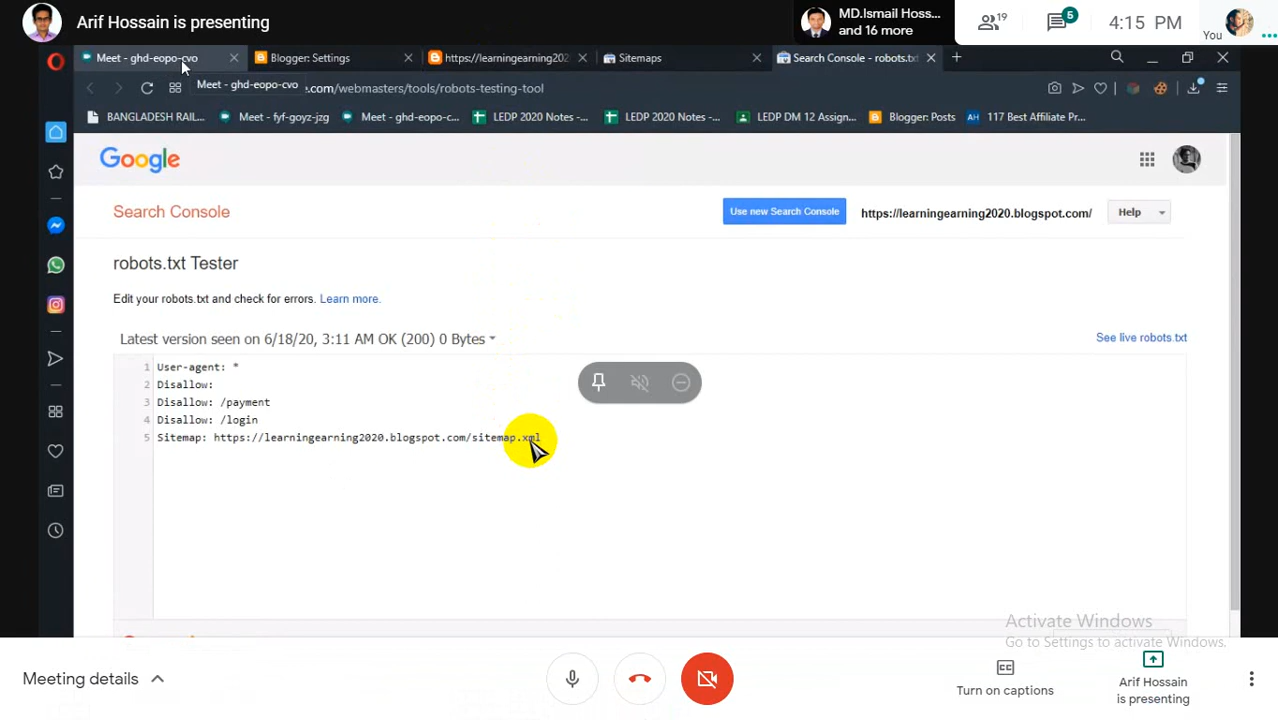 Arif Hossain is presenting
MD.Ismail Hoss...
and 16 more
19
5
4:15 PM
You
Meet - ghd-eopo-cvo
Blogger: Settings
https://learningearning202
Sitemaps
Search Console - robots.txt
Meet - ghd-eopo-cvo
.com/webmasters/tools/robots-testing-tool
BANGLADESH RAIL...
Meet - fyf-goyz-jzg
Meet - ghd-eopo-c...
LEDP 2020 Notes -...
LEDP 2020 Notes -...
LEDP DM 12 Assign...
Blogger: Posts
AH
117 Best Affiliate Pr...
Google
Search Console
Use new Search Console
https://learningearning2020.blogspot.com/
Help
robots.txt Tester
Edit your robots.txt and check for errors. Learn more.
Latest version seen on 6/18/20, 3:11 AM OK (200) 0 Bytes
See live robots.txt
1 User-agent: *
2 Disallow:
3 Disallow: /payment
4 Disallow: /login
5 Sitemap: https://learningearning2020.blogspot.com/sitemap.xml
Activate Windows
Go to Settings to activate Windows.
Meeting details
Turn on captions
Arif Hossain
is presenting